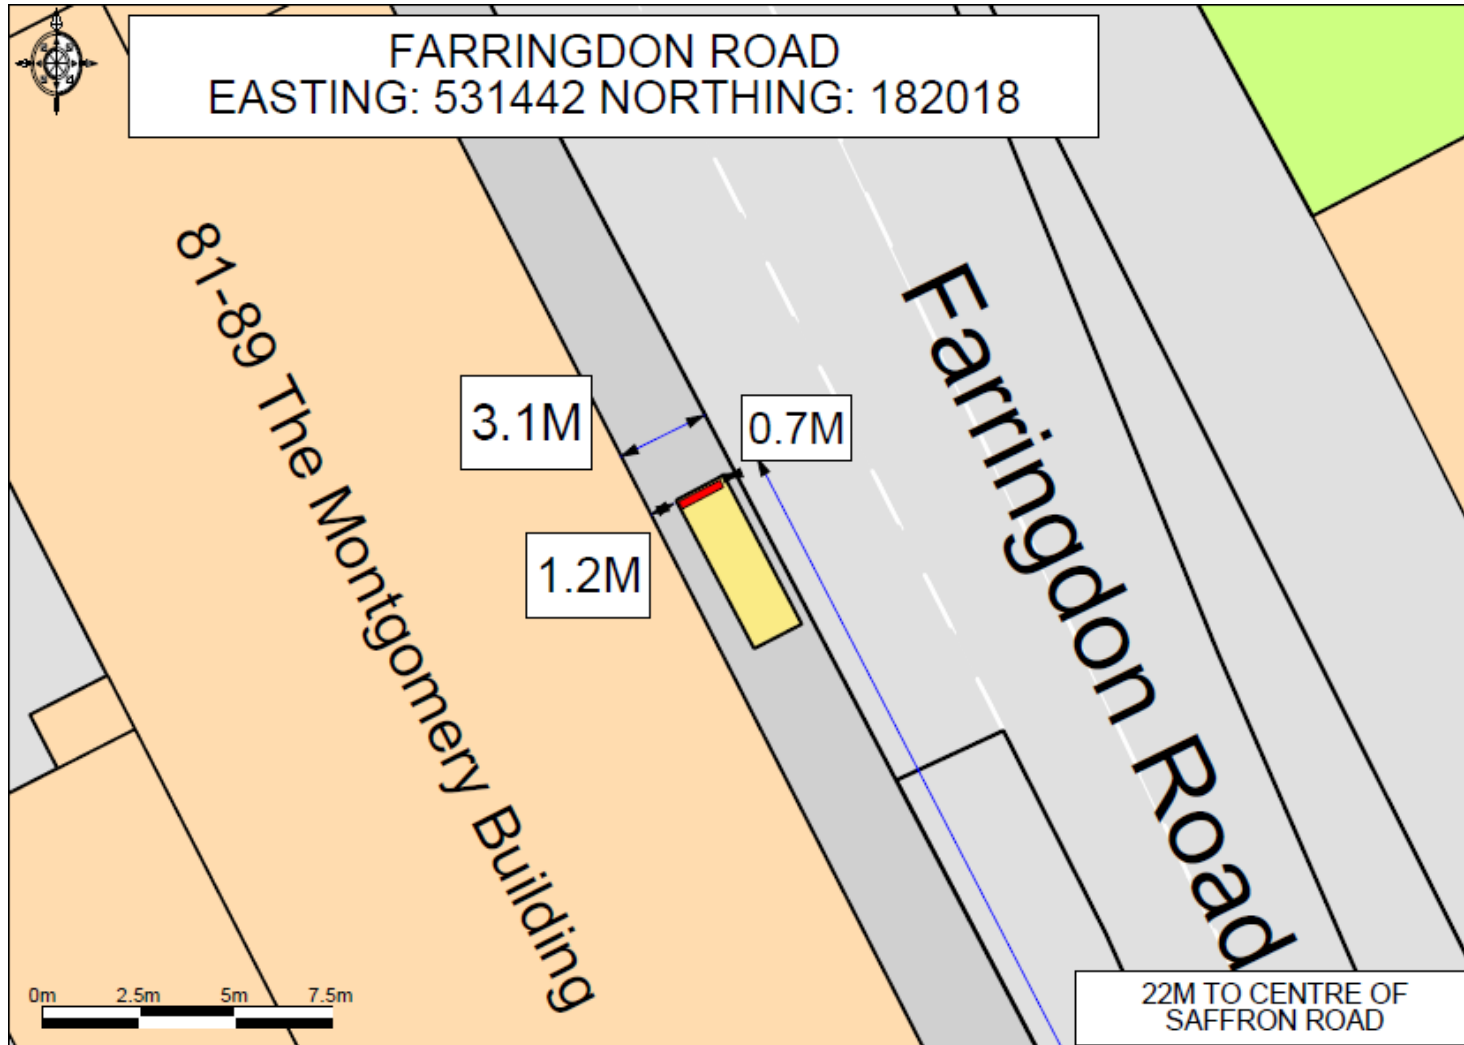 FARRINGDON ROAD
EASTING: 531442 NORTHING: 182018
81-89 The Montgomery Building
Farringdon Road
3.1M
0.7M
1.2M
0m 2.5m 5m 7.5m
22M TO CENTRE OF
SAFFRON ROAD